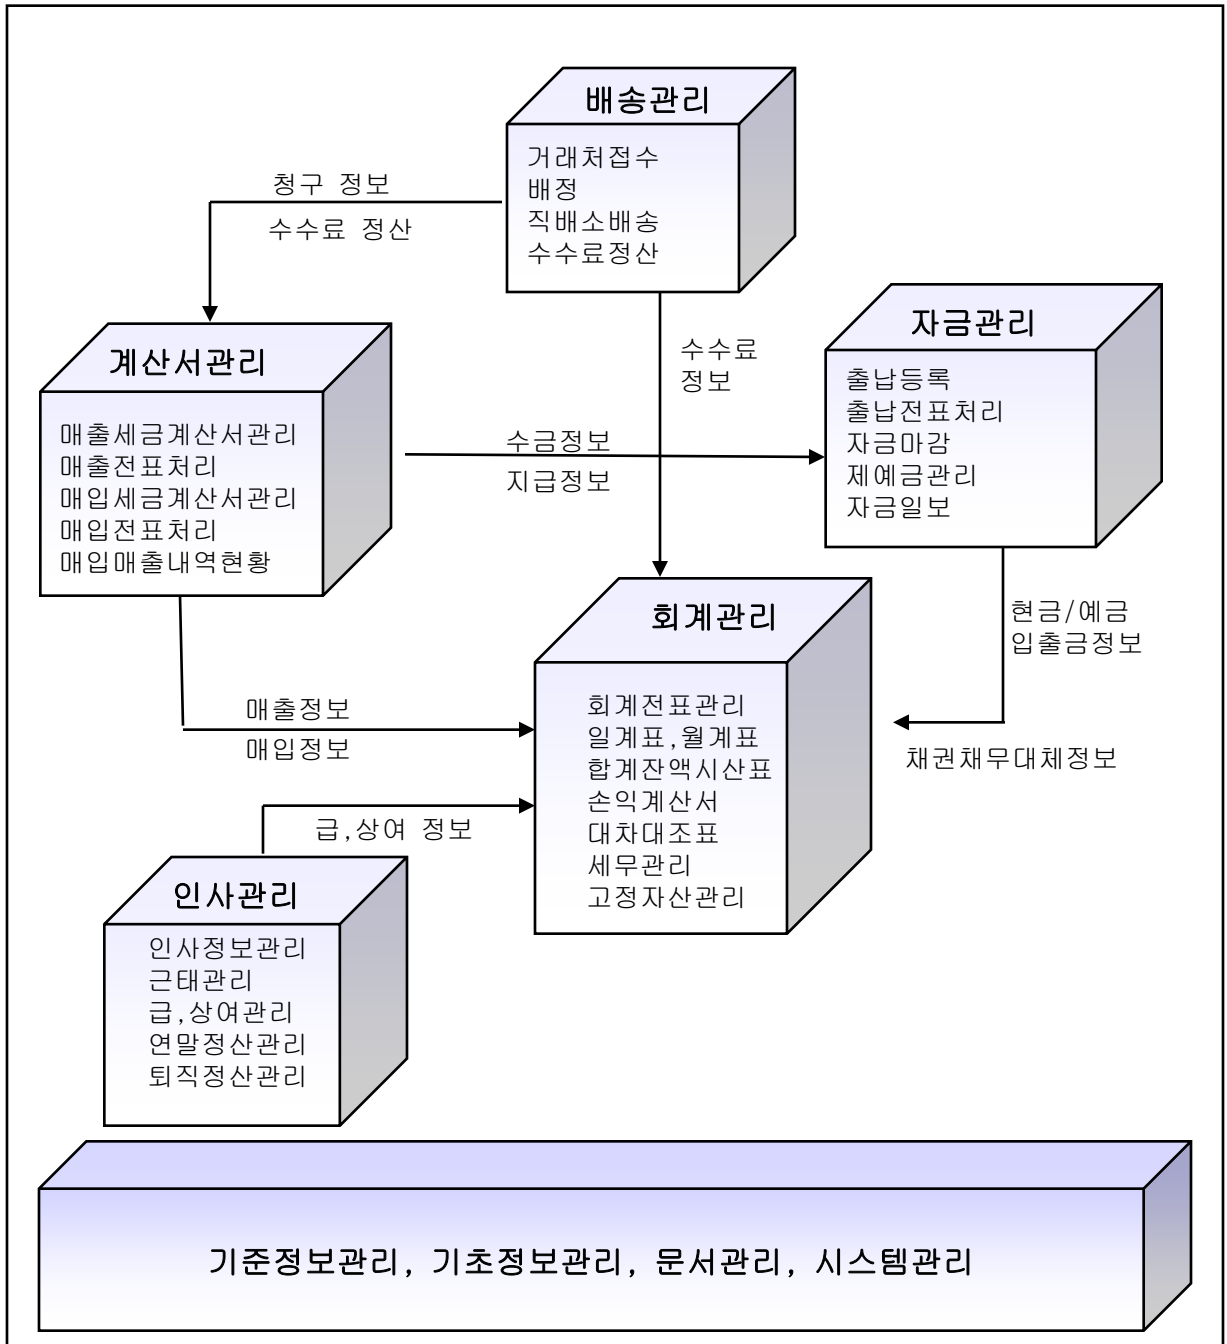 배송관리
거래처접수
배정
직배소배송
수수료정산
청구 정보
수수료 정산
자금관리
출납등록
출납전표처리
자금마감
제예금관리
자금일보
계산서관리
매출세금계산서관리
매출전표처리
매입세금계산서관리
매입전표처리
매입매출내역현황
수수료
정보
수금정보
지급정보
회계관리
회계전표관리
일계표,월계표
합계잔액시산표
손익계산서
대차대조표
세무관리
고정자산관리
현금/예금
입출금정보
채권채무대체정보
매출정보
매입정보
급,상여 정보
인사관리
인사정보관리
근태관리
급,상여관리
연말정산관리
퇴직정산관리
기준정보관리, 기초정보관리, 문서관리, 시스템관리